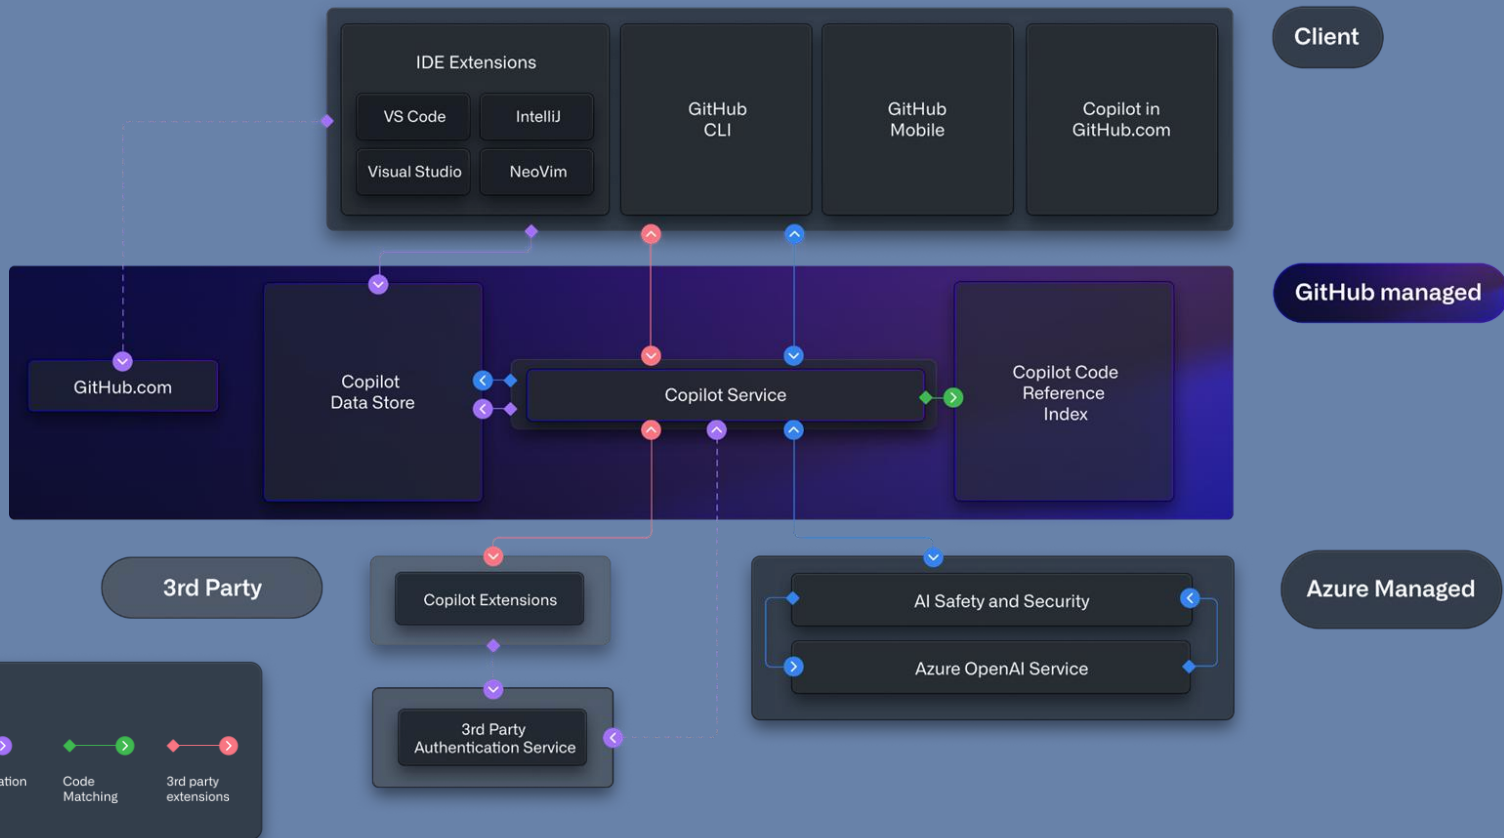 Client
IDE Extensions
VS Code
IntelliJ
Visual Studio
NeoVim
GitHub
CLI
GitHub
Mobile
Copilot in
GitHub.com
GitHub managed
GitHub.com
Copilot
Data Store
Copilot Service
Copilot Code
Reference
Index
3rd Party
Copilot Extensions
3rd Party
Authentication Service
AI Safety and Security
Azure OpenAI Service
Azure Managed
Code
Matching
3rd party
extensions